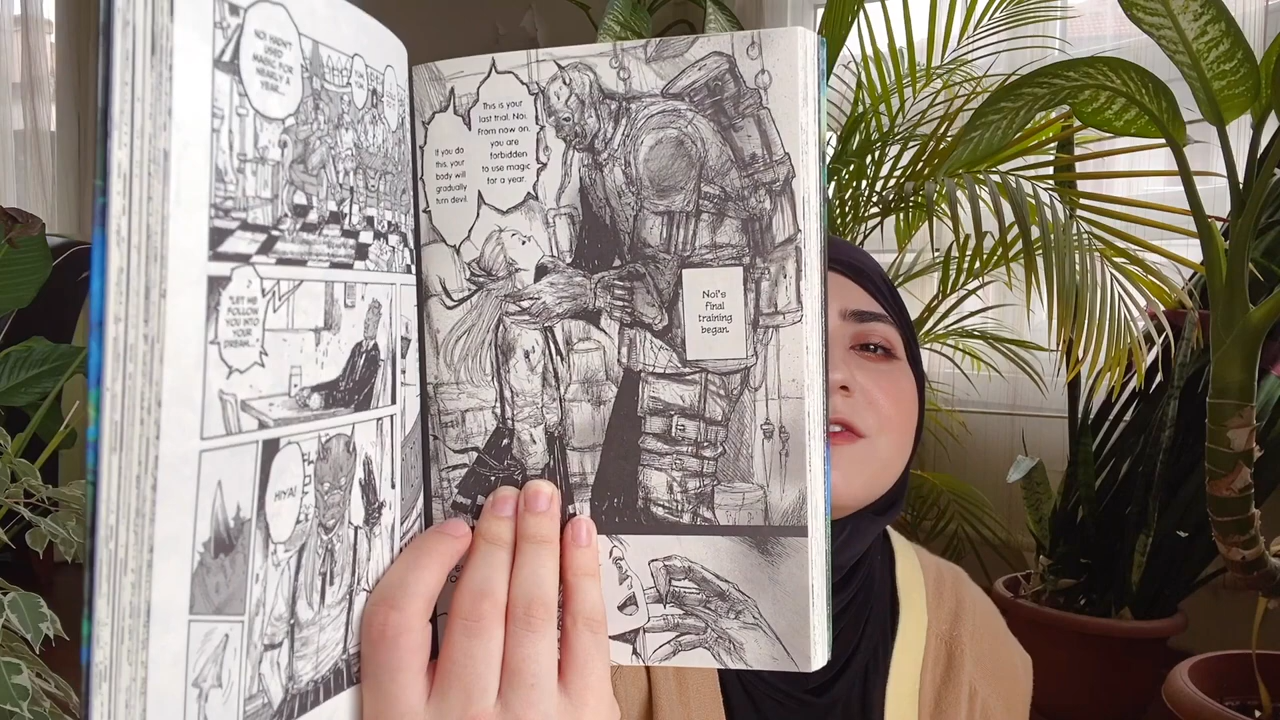 NOI HASN'T
USED
MAGIC FOR
NEARLY A
YEAR...
"LET ME
FOLLOW
YOU INTO
YOUR
DREAM..."
HIYA!
This is your
last trial, Noi.
From now on,
you are
forbidden
to use magic
for a year.
If you do
this, your
body will
gradually
turn devil.
Noi's
final
training
began.